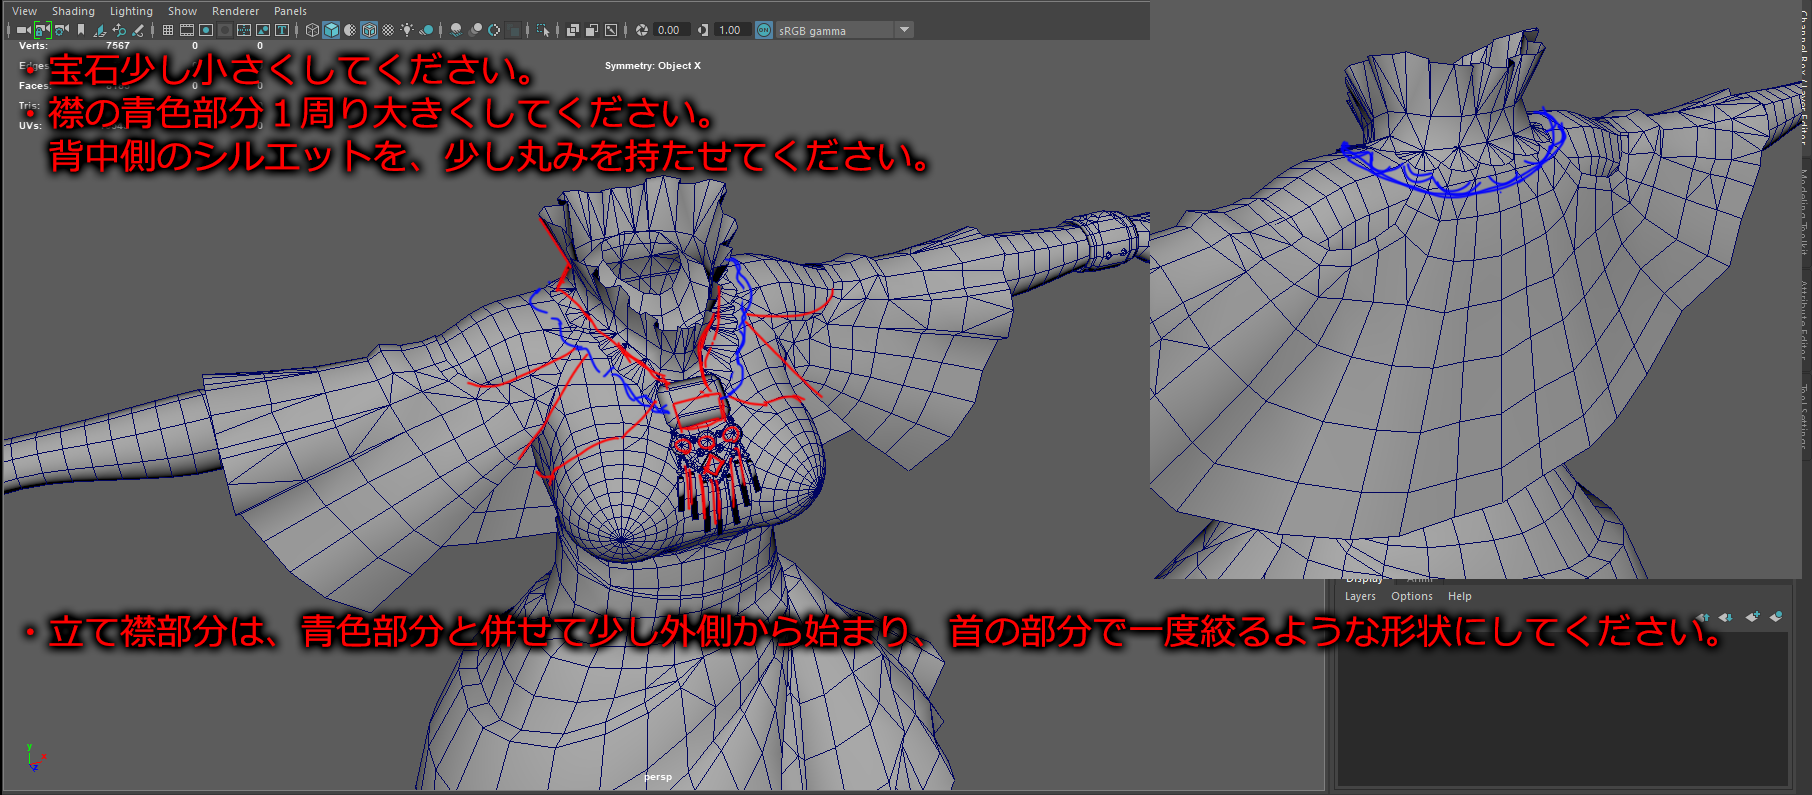 View Shading Lighting Show Renderer Panels
0.00 1.00 ON sRGB gamma
Verts: 7567 0 0
Symmetry: Object X
・宝石少し小さくしてください。
Faces:
・襟の青色部分１周り大きくしてください。
Tris:
UVs: 0
背中側のシルエットを、少し丸みを持たせてください。
Display
Layers Options Help
・立て襟部分は、青色部分と併せて少し外側から始まり、首の部分で一度絞るような形状にしてください。
y
persp